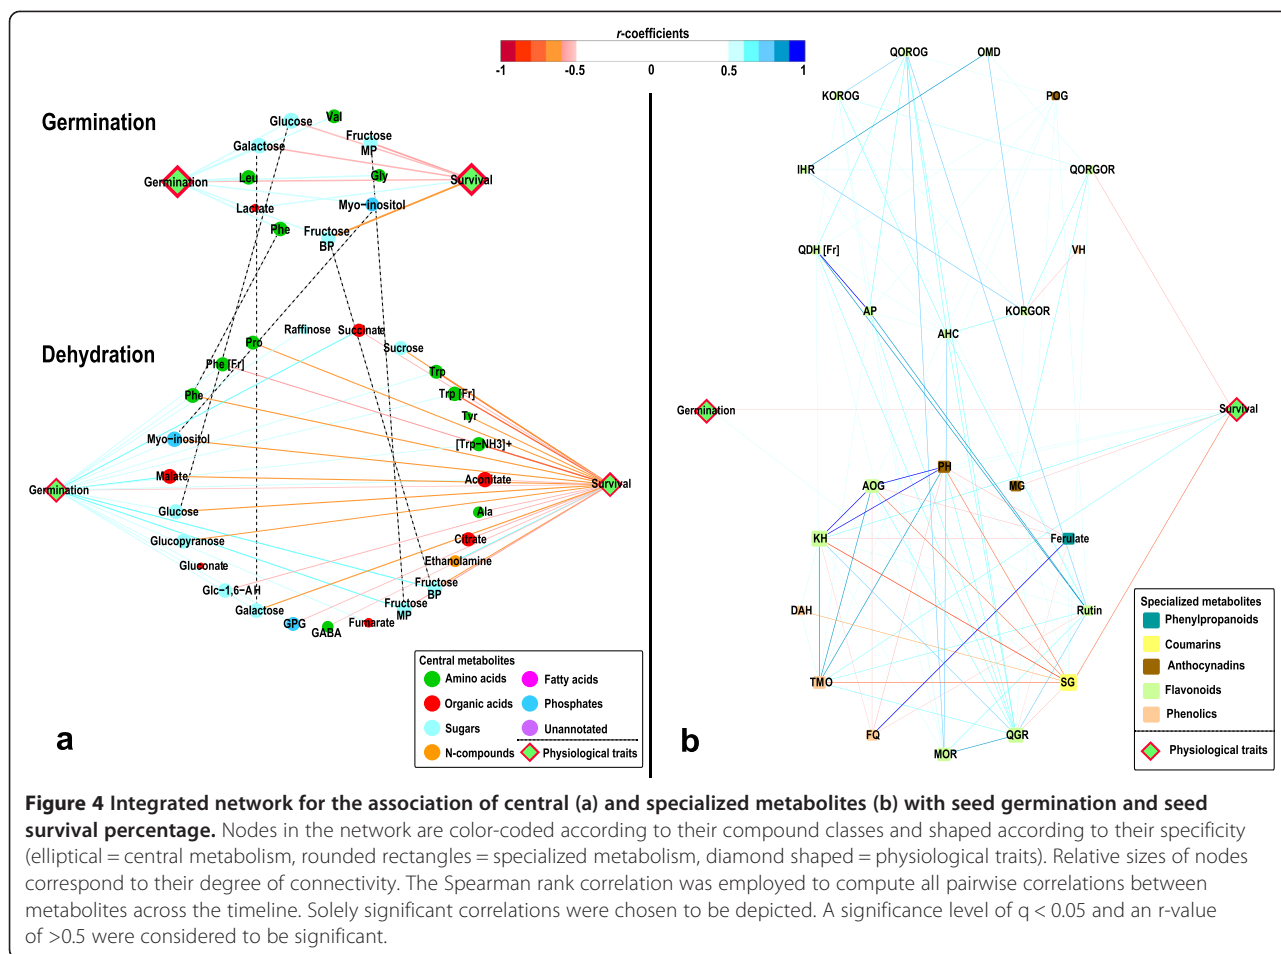 r-coefficients
-1
-0.5
0
0.5
1
Germination
Glucose
Val
Galactose
Fructose
MP
Germination
Leu
Gly
Survival
Lactate
Myo-inositol
Phe
Fructose
BP
Dehydration
Raffinose
Succinate
Pro
Sucrose
Phe [Fr]
Trp
Phe
Trp [Fr]
Tyr
Myo-inositol
[Trp-NH3]+
Malate
Aconitate
Germination
Survival
Glucose
Ala
Glucopyranose
Citrate
Gluconate
Ethanolamine
Glc-1,6-AH
Fructose
BP
Galactose
Fructose
MP
GPG
GABA
Fumarate
Central metabolites
Amino acids
Fatty acids
Organic acids
Phosphates
Sugars
Unannotated
N-compounds
Physiological traits
a
QOROG
OMD
KOROG
POG
IHR
QORGOR
QDH [Fr]
VH
AP
KORGOR
AHC
Germination
Survival
PH
AOG
MG
KH
Ferulate
DAH
Rutin
TMO
SG
FQ
QGR
MOR
Specialized metabolites
Phenylpropanoids
Coumarins
Anthocynadins
Flavonoids
Phenolics
Physiological traits
b
Figure 4 Integrated network for the association of central (a) and specialized metabolites (b) with seed germination and seed
survival percentage. Nodes in the network are color-coded according to their compound classes and shaped according to their specificity
(elliptical = central metabolism, rounded rectangles = specialized metabolism, diamond shaped = physiological traits). Relative sizes of nodes
correspond to their degree of connectivity. The Spearman rank correlation was employed to compute all pairwise correlations between
metabolites across the timeline. Solely significant correlations were chosen to be depicted. A significance level of q < 0.05 and an r-value
of >0.5 were considered to be significant.